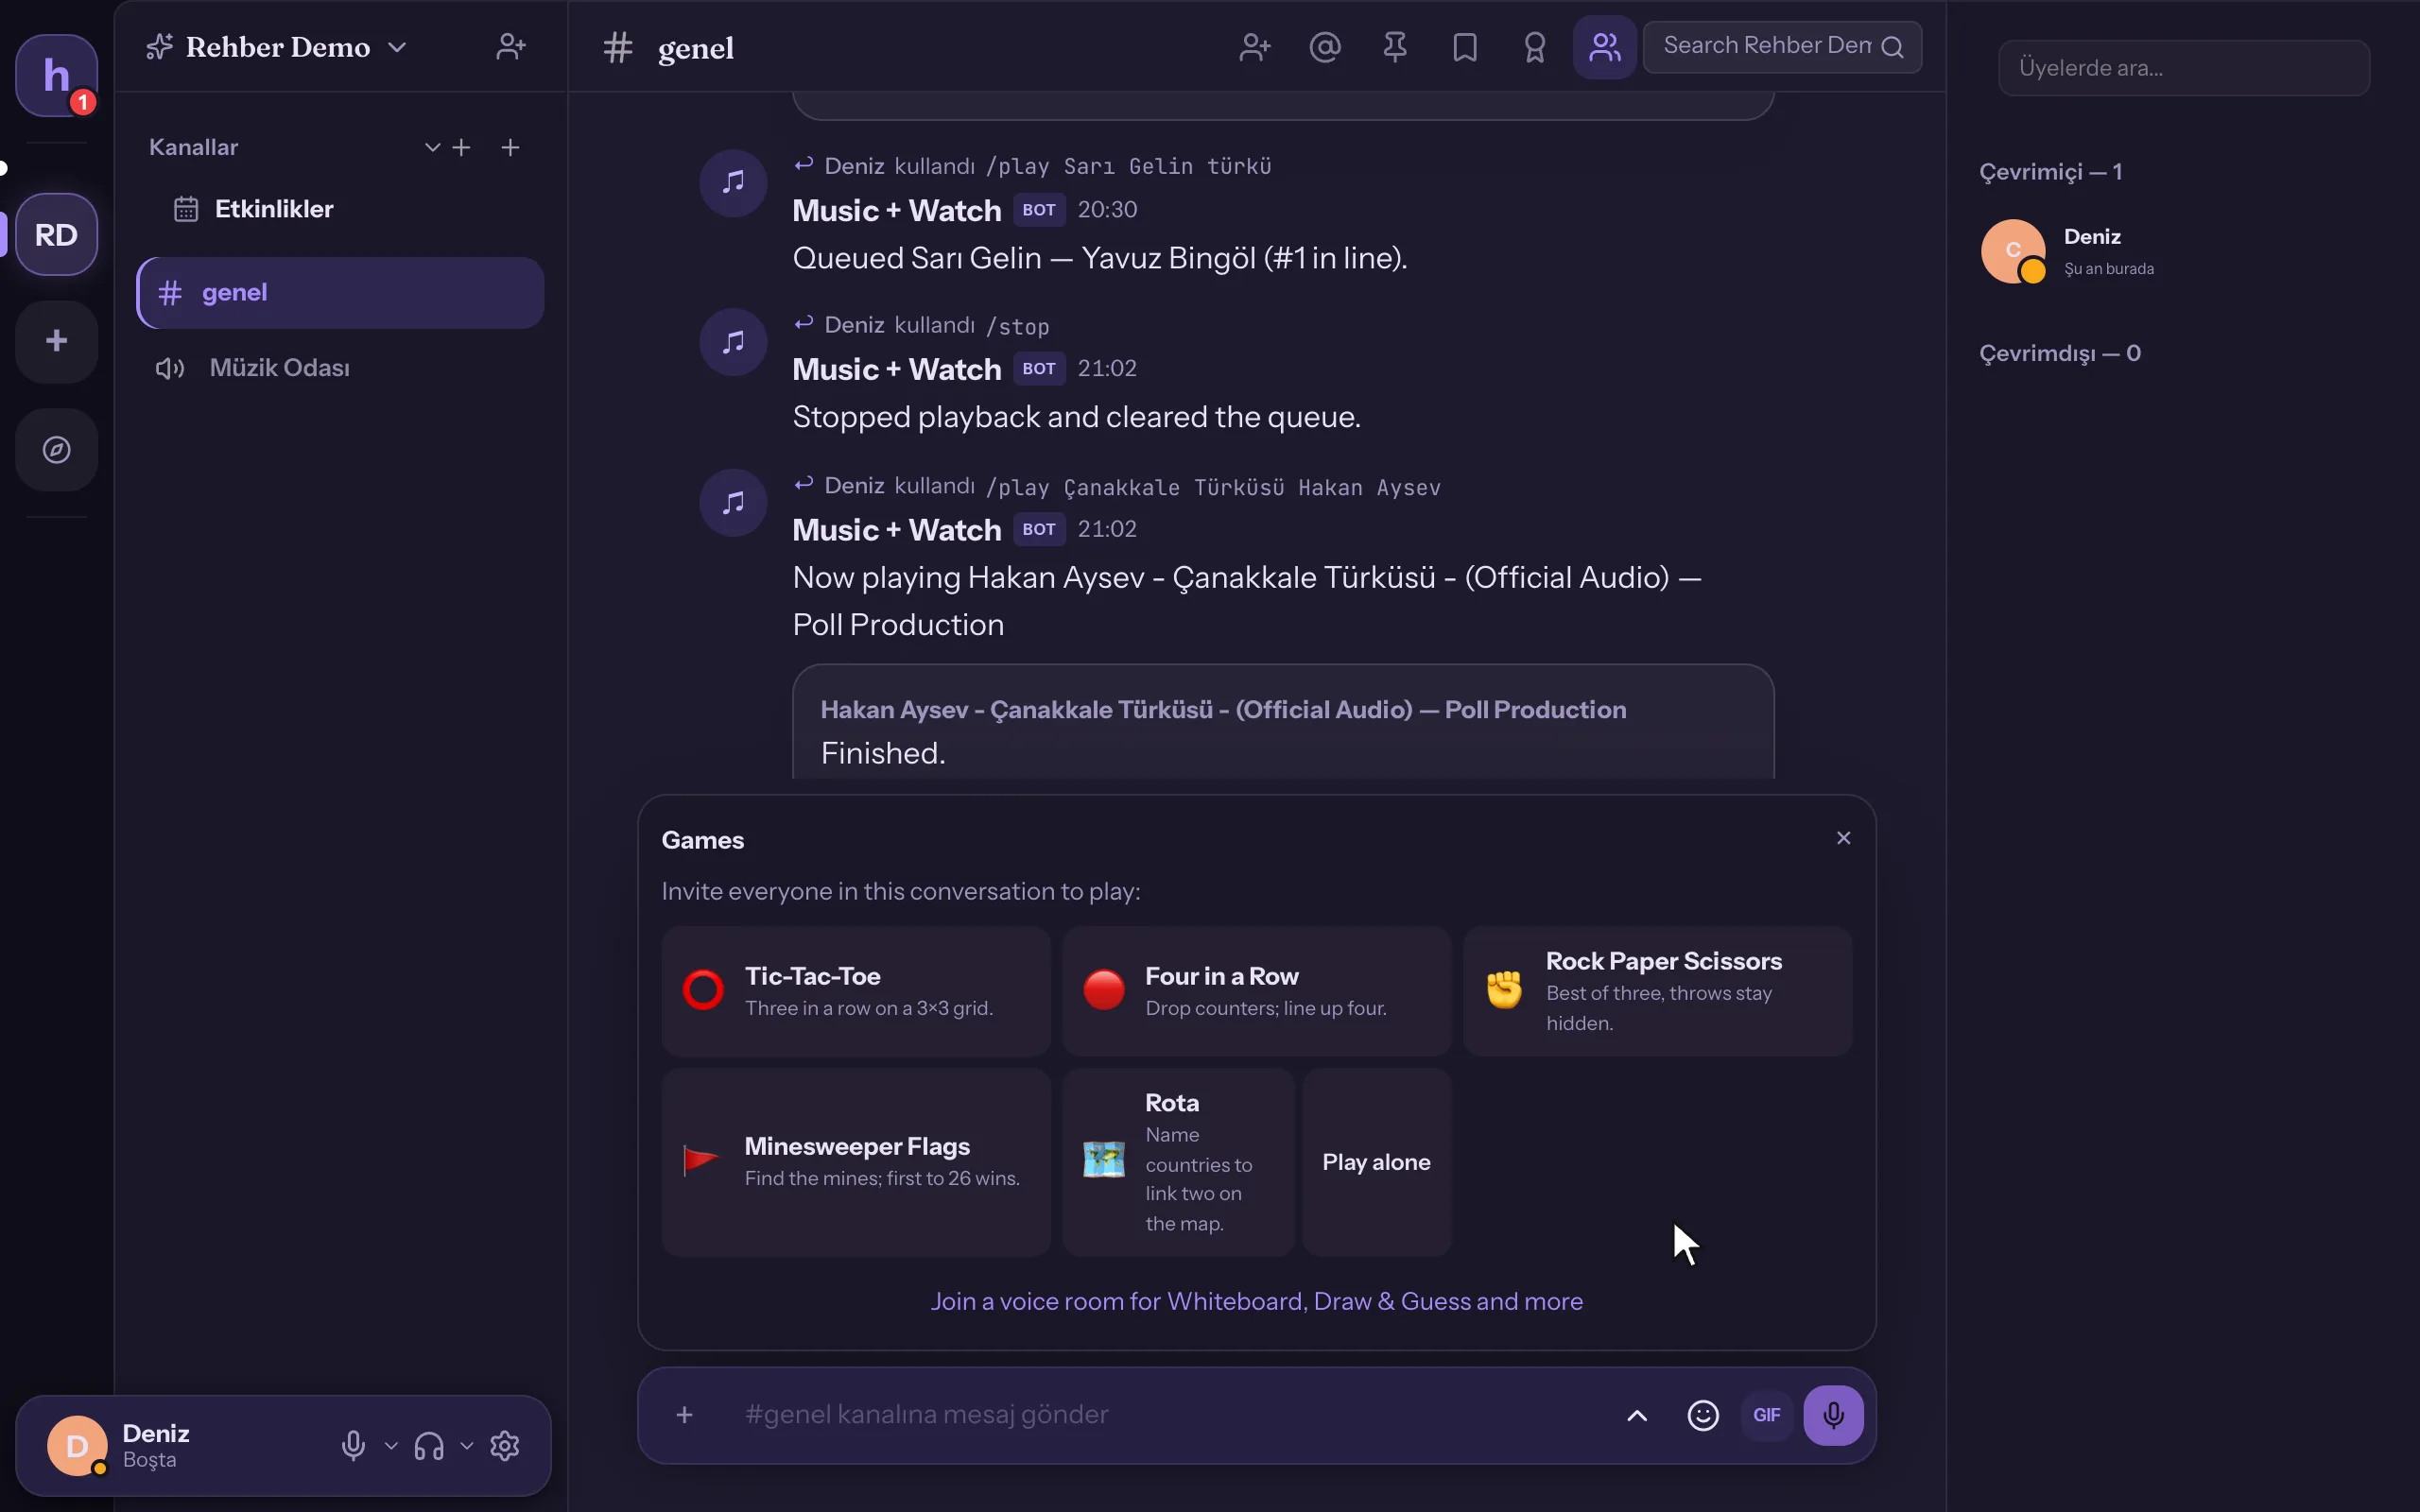 h
1
RD
Rehber Demo
Kanallar
Etkinlikler
genel
Müzik Odası
D
Deniz
Boşta
genel
Search Rehber Dem
Deniz kullandı /play Sarı Gelin türkü
Music + Watch BOT 20:30
Queued Sarı Gelin — Yavuz Bingöl (#1 in line).
Deniz kullandı /stop
Music + Watch BOT 21:02
Stopped playback and cleared the queue.
Deniz kullandı /play Çanakkale Türküsü Hakan Aysev
Music + Watch BOT 21:02
Now playing Hakan Aysev - Çanakkale Türküsü - (Official Audio) —
Poll Production
Hakan Aysev - Çanakkale Türküsü - (Official Audio) — Poll Production
Finished.
Games
Invite everyone in this conversation to play:
Tic-Tac-Toe
Three in a row on a 3×3 grid.
Four in a Row
Drop counters; line up four.
Rock Paper Scissors
Best of three, throws stay
hidden.
Minesweeper Flags
Find the mines; first to 26 wins.
Rota
Name
countries to
link two on
the map.
Play alone
Join a voice room for Whiteboard, Draw & Guess and more
#genel kanalına mesaj gönder
GIF
Üyelerde ara...
Çevrimiçi — 1
C
Deniz
Şu an burada
Çevrimdışı — 0